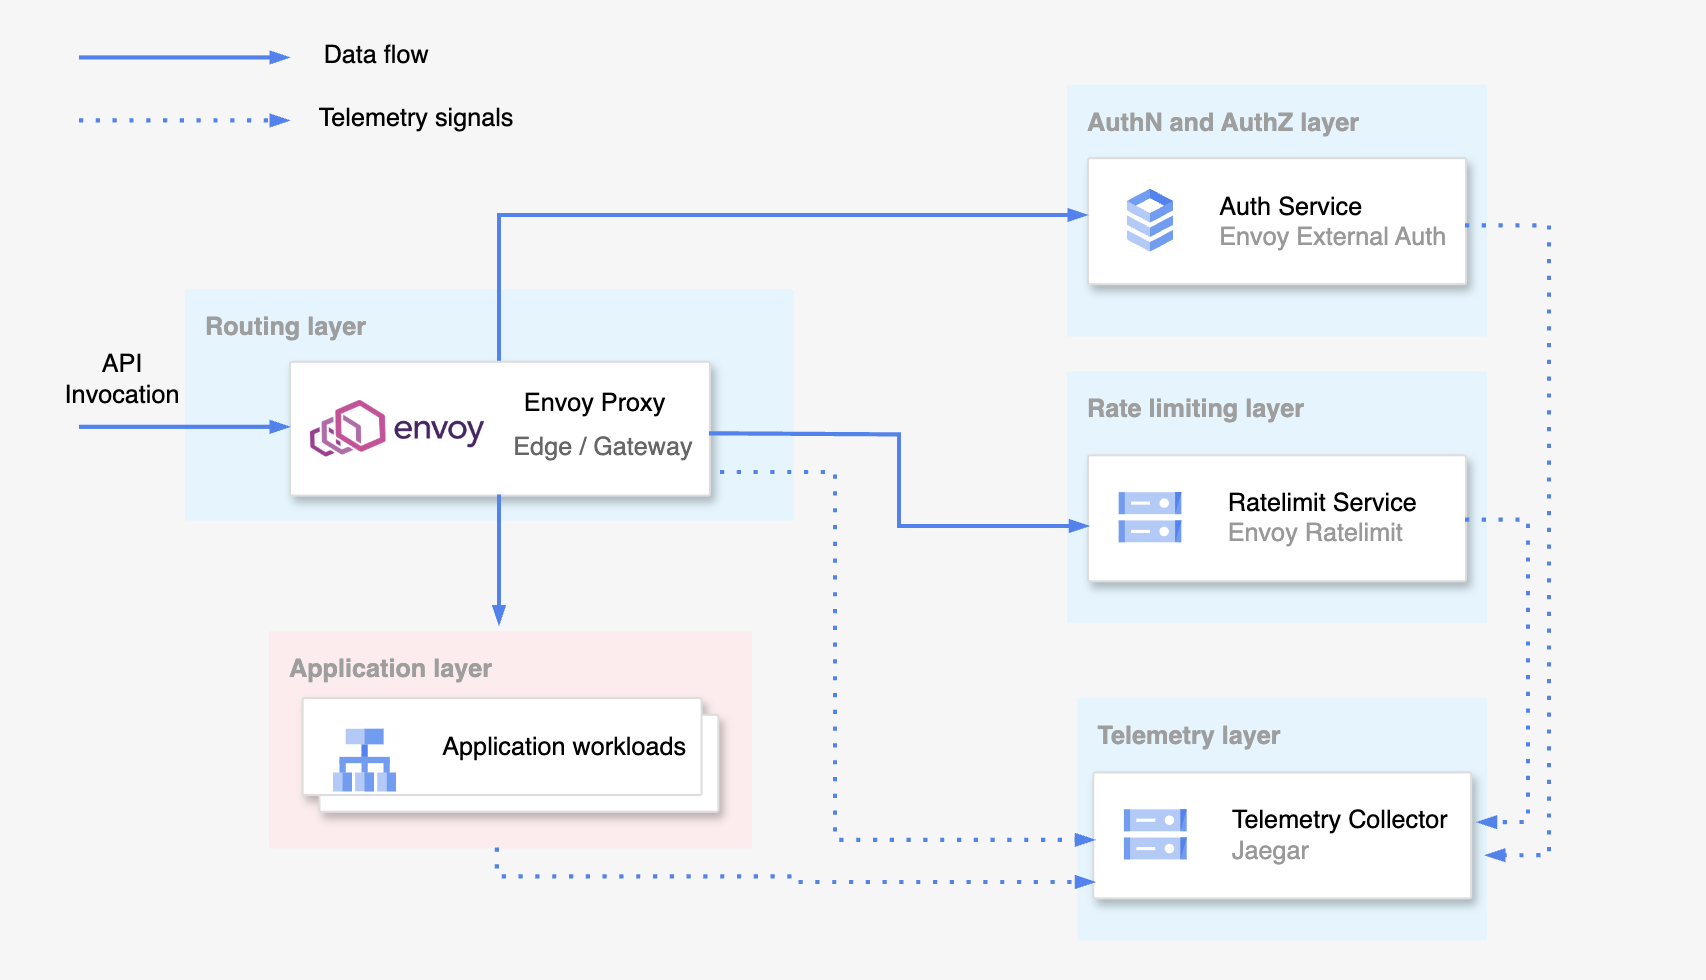 Data flow
Telemetry signals
AuthN and AuthZ layer
Auth Service
Envoy External Auth
Routing layer
API
Invocation
envoy
Envoy Proxy
Edge / Gateway
Rate limiting layer
Ratelimit Service
Envoy Ratelimit
Application layer
Application workloads
Telemetry layer
Telemetry Collector
Jaegar